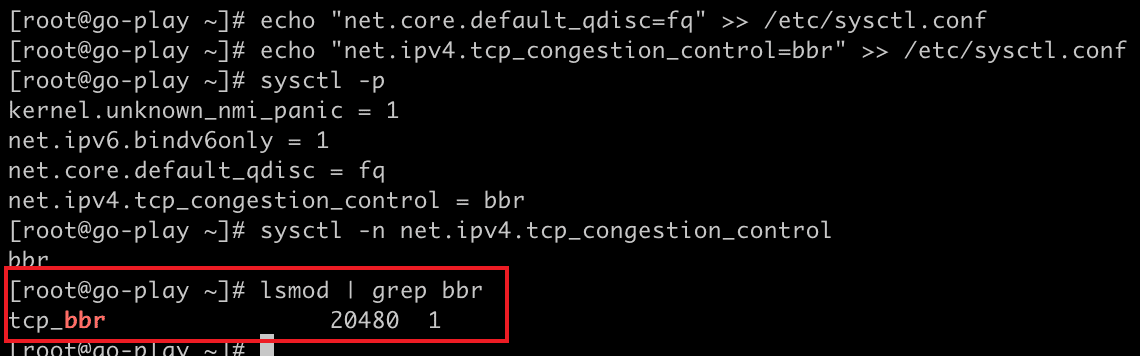 [root@go-play ~]# echo "net.core.default_qdisc=fq" >> /etc/sysctl.conf
[root@go-play ~]# echo "net.ipv4.tcp_congestion_control=bbr" >> /etc/sysctl.conf
[root@go-play ~]# sysctl -p
kernel.unknown_nmi_panic = 1
net.ipv6.bindv6only = 1
net.core.default_qdisc = fq
net.ipv4.tcp_congestion_control = bbr
[root@go-play ~]# sysctl -n net.ipv4.tcp_congestion_control
bbr
[root@go-play ~]# lsmod | grep bbr
tcp_bbr                20480  1
[root@go-play ~]#